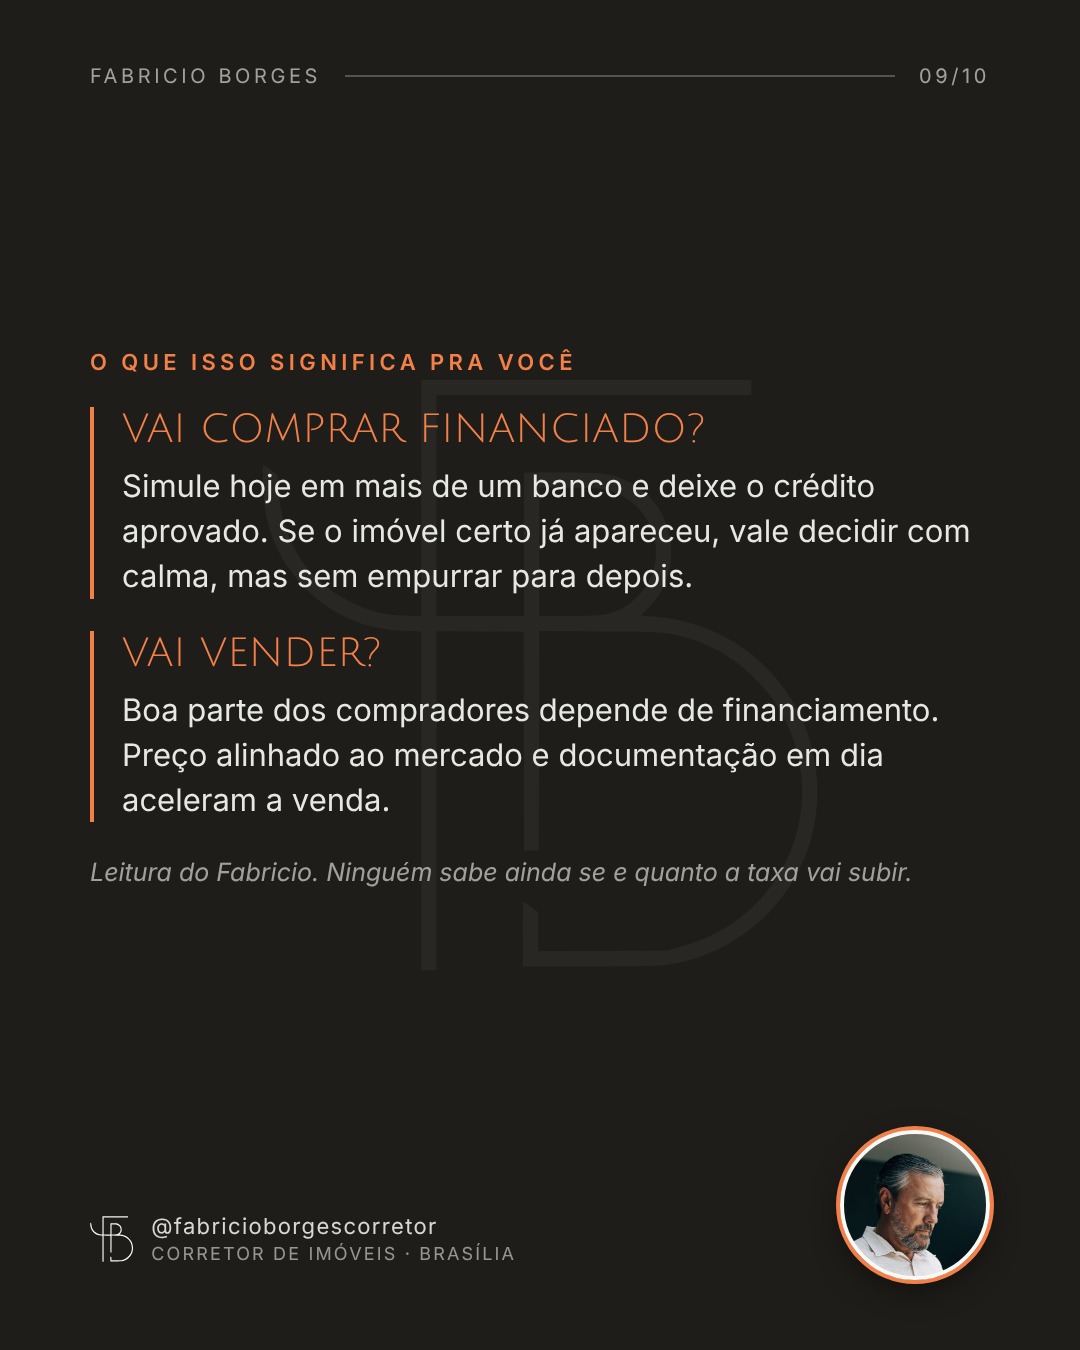 FABRICIO BORGES 09/10
O QUE ISSO SIGNIFICA PRA VOCÊ
VAI COMPRAR FINANCIADO?
Simule hoje em mais de um banco e deixe o crédito
aprovado. Se o imóvel certo já apareceu, vale decidir com
calma, mas sem empurrar para depois.
VAI VENDER?
Boa parte dos compradores depende de financiamento.
Preço alinhado ao mercado e documentação em dia
aceleram a venda.
Leitura do Fabricio. Ninguém sabe ainda se e quanto a taxa vai subir.
@fabricioborgescorretor
CORRETOR DE IMÓVEIS · BRASÍLIA